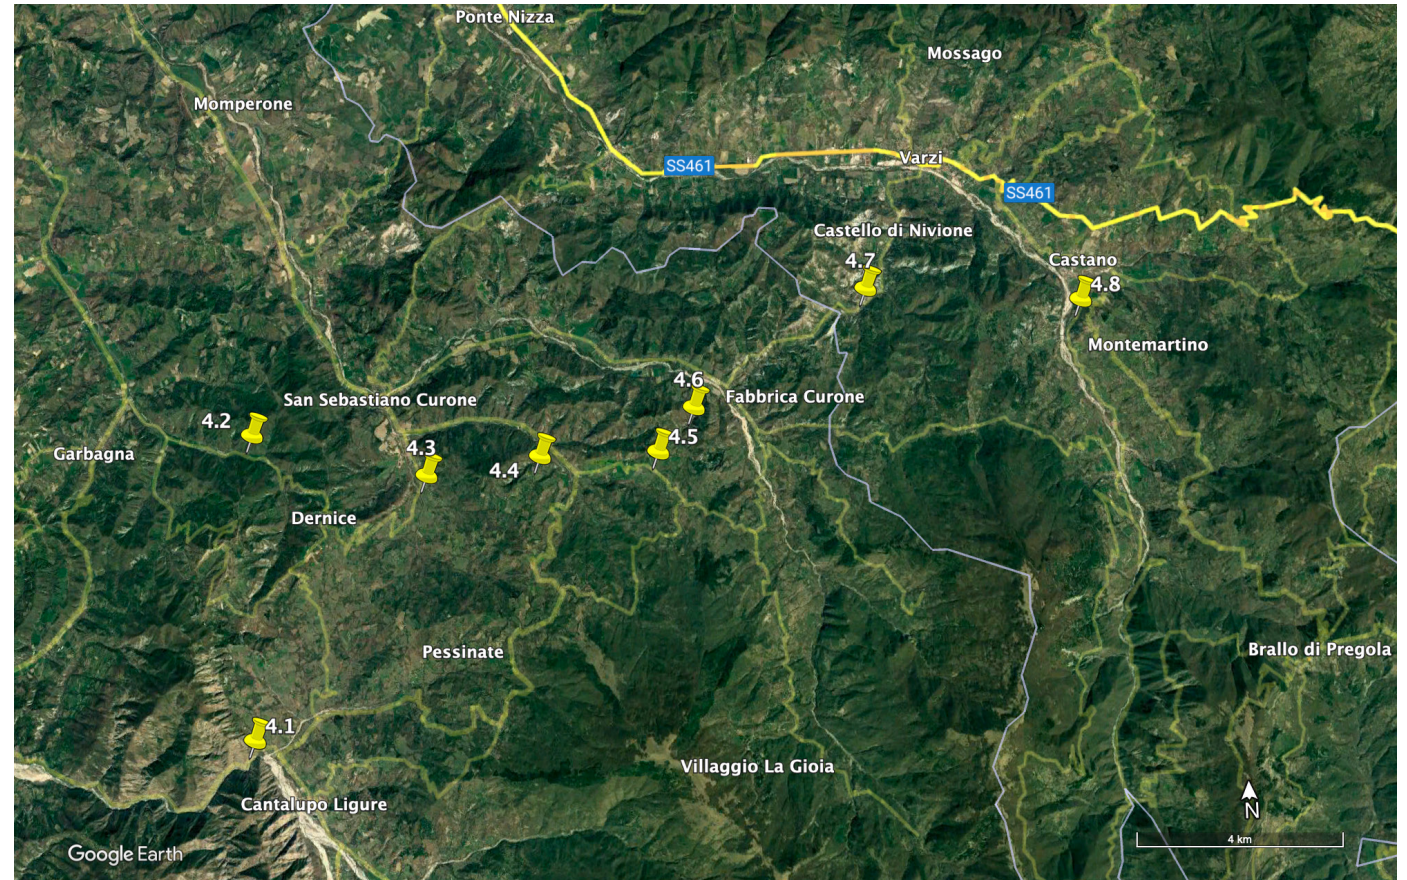 Ponte Nizza
Mossago
Momperone
Varzi
SS461
SS461
Castello di Nivione
4.7
Castano
4.8
Montemartino
4.6
San Sebastiano Curone
Fabbrica Curone
4.2
4.3
4.5
Garbagna
4.4
Dernice
Pessinate
Brallo di Pregola
4.1
Villaggio La Gioia
Cantalupo Ligure
N
4 km
Google Earth